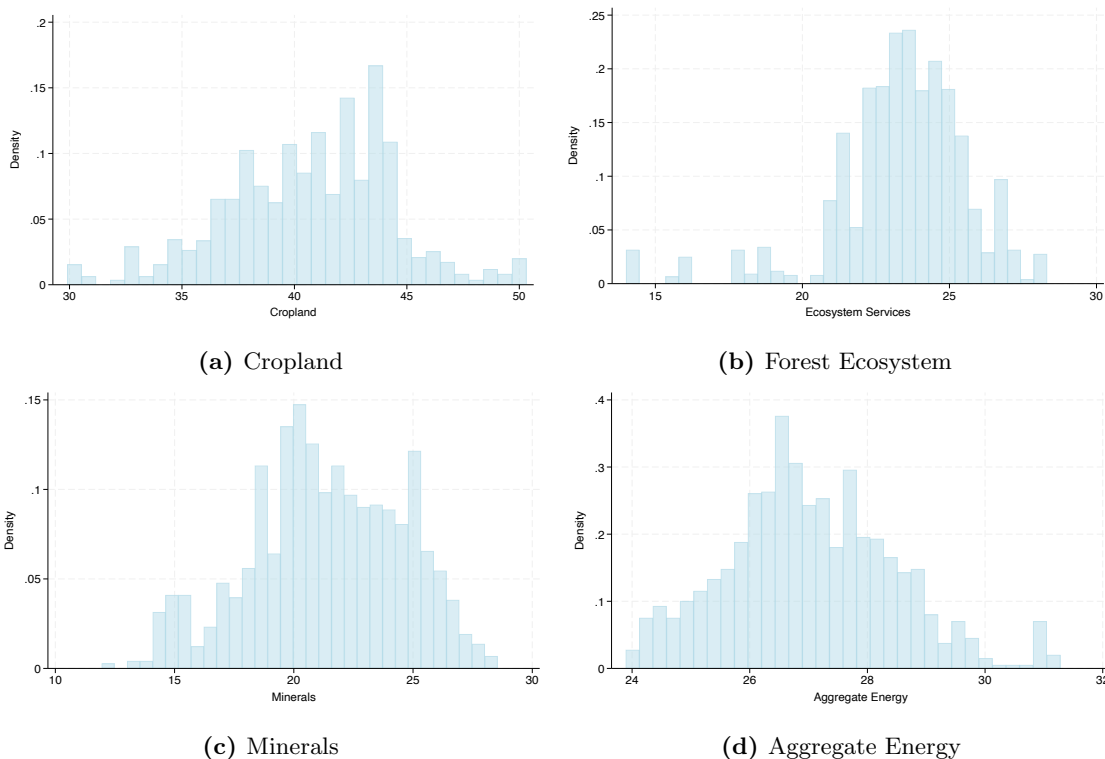 .2
.15
.1
.05
0
Density
30 35 40 45 50
Cropland
(a) Cropland
.25
.2
.15
.1
.05
0
Density
15 20 25 30
Ecosystem Services
(b) Forest Ecosystem
.15
.1
.05
0
Density
10 15 20 25 30
Minerals
(c) Minerals
.4
.3
.2
.1
0
Density
24 26 28 30 32
Aggregate Energy
(d) Aggregate Energy